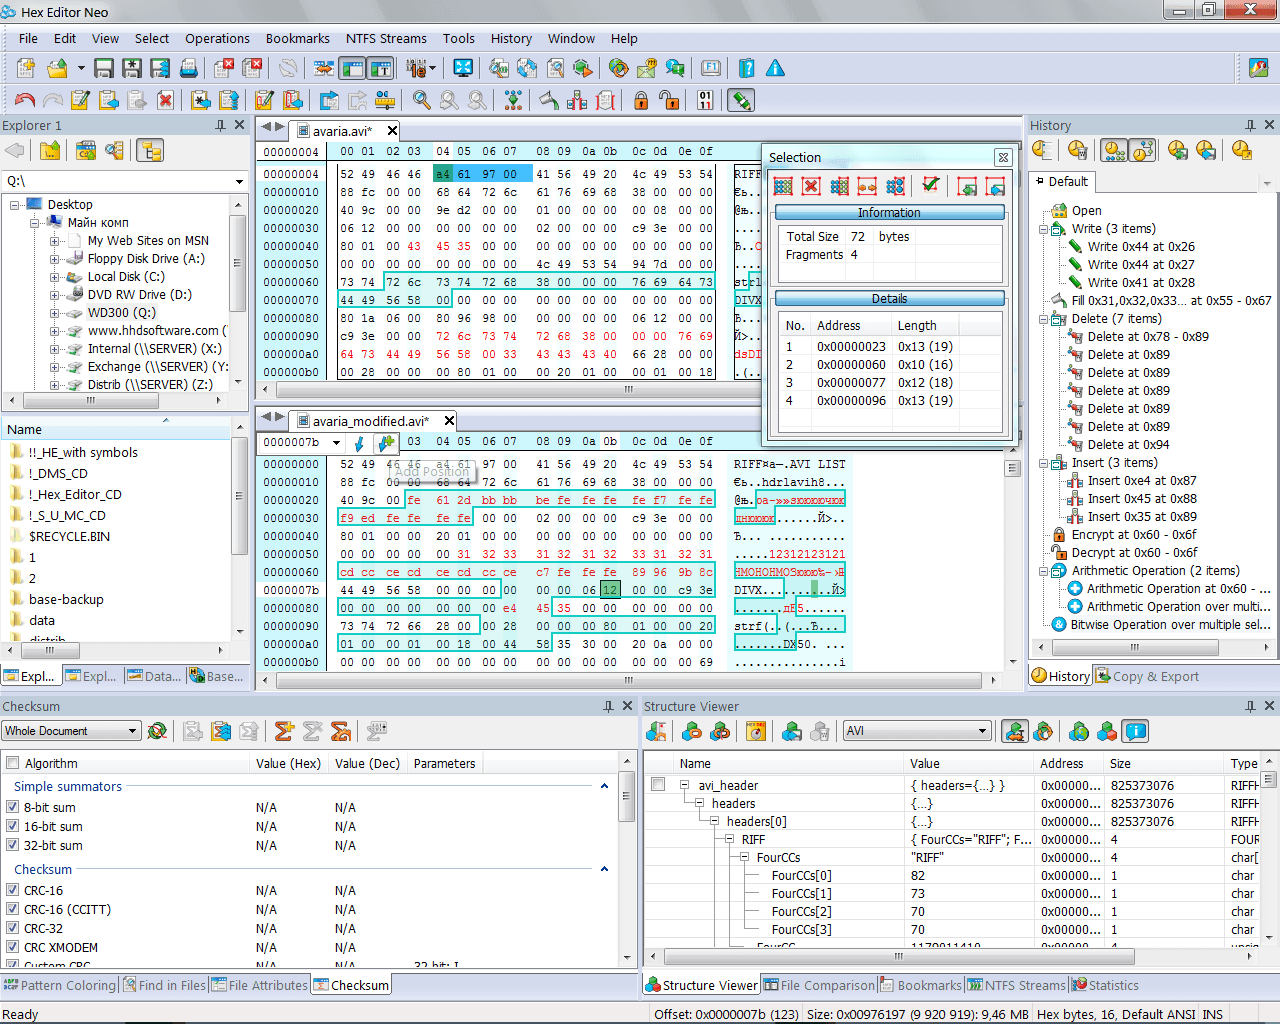 Hex Editor Neo
File Edit View Select Operations Bookmarks NTFS Streams Tools History Window Help
Explorer 1
Q:\
Desktop
Майн комп
My Web Sites on MSN
Floppy Disk Drive (A:)
Local Disk (C:)
DVD RW Drive (D:)
WD300 (Q:)
www.hhdsoftware.com (
Internal (\\SERVER) (X:)
Exchange (\\SERVER) (Y:
Distrib (\\SERVER) (Z:)
Name
!!_HE_with symbols
!_DMS_CD
!_Hex_Editor_CD
!_S_U_MC_CD
$RECYCLE.BIN
1
2
base-backup
data
distrib
Expl... Expl... Data... Base...
avaria.avi*
00000004 00 01 02 03 04 05 06 07 08 09 0a 0b 0c 0d 0e 0f
00000004 52 49 46 46 a4 61 97 00 41 56 49 20 4c 49 53 54 RIFF
00000010 88 fc 00 00 68 64 72 6c 61 76 69 68 38 00 00 00
00000020 40 9c 00 00 9e d2 00 00 01 00 00 00 08 00 00
00000030 06 12 00 00 00 00 00 00 02 00 00 00 c9 3e 00 00
00000040 80 01 00 43 45 35 00 00 00 00 00 00 00 00 00 00
00000050 00 00 00 00 00 00 00 00 4c 49 53 54 94 7d 00 00
00000060 73 74 72 6c 73 74 72 68 38 00 00 00 76 69 64 73 strl
00000070 44 49 56 58 00 00 00 00 00 00 00 00 00 00 00 00 DIVX
00000080 80 1a 06 00 80 96 98 00 00 00 00 00 06 12 00 00
00000090 c9 3e 00 00 72 6c 73 74 72 68 38 00 00 00 76 69
000000a0 64 73 44 49 56 58 00 33 43 43 43 40 66 28 00 00 dsDI
000000b0 00 28 00 00 00 80 01 00 00 20 01 00 00 01 00 18
Selection
Information
Total Size 72 bytes
Fragments 4
Details
No. Address Length
1 0x00000023 0x13 (19)
2 0x00000060 0x10 (16)
3 0x00000077 0x12 (18)
4 0x00000096 0x13 (19)
avaria_modified.avi*
0000007b 03 04 05 06 07 08 09 0a 0b 0c 0d 0e 0f
Add Position
00000000 52 49 46 46 a4 61 97 00 41 56 49 20 4c 49 53 54 RIFF¤a—.AVI LIST
00000010 88 fc 00 00 68 64 72 6c 61 76 69 68 38 00 00 00 €ь..hdrlavih8...
00000020 40 9c 00 fe 61 2d bb bb be fe fe fe fe f7 fe fe
00000030 f9 ed fe fe fe fe 00 00 02 00 00 00 c9 3e 00 00
00000040 80 01 00 00 20 01 00 00 00 00 00 00 00 00 00 00
00000050 00 00 00 00 00 31 32 33 31 32 31 32 33 31 32 31 .....12312123121
00000060 cd cc ce cd cd cc ce c7 fe fe fe 89 96 9b 8c
0000007b 44 49 56 58 00 00 00 00 00 00 06 12 00 00 c9 3e DIVX..........Й>
00000080 00 00 00 00 00 00 e4 45 35 00 00 00 00 00 00 .......дE5......
00000090 73 74 72 66 28 00 00 28 00 00 00 80 01 00 00 20 strf(..(...Ђ...
000000a0 01 00 00 01 00 18 00 44 58 35 30 00 20 0a 00 00 .......DX50. ...
000000b0 00 00 00 00 00 00 00 00 00 00 00 00 00 00 00 69 ...............i
History
Default
Open
Write (3 items)
Write 0x44 at 0x26
Write 0x44 at 0x27
Write 0x41 at 0x28
Fill 0x31,0x32,0x33... at 0x55 - 0x67
Delete (7 items)
Delete at 0x78 - 0x89
Delete at 0x89
Delete at 0x89
Delete at 0x89
Delete at 0x89
Delete at 0x89
Delete at 0x94
Insert (3 items)
Insert 0xe4 at 0x87
Insert 0x45 at 0x88
Insert 0x35 at 0x89
Encrypt at 0x60 - 0x6f
Decrypt at 0x60 - 0x6f
Arithmetic Operation (2 items)
Arithmetic Operation at 0x60 - ...
Arithmetic Operation over multi...
Bitwise Operation over multiple sel...
History Copy & Export
Checksum
Whole Document
Algorithm Value (Hex) Value (Dec) Parameters
Simple summators
8-bit sum N/A N/A
16-bit sum N/A N/A
32-bit sum N/A N/A
Checksum
CRC-16 N/A N/A
CRC-16 (CCITT) N/A N/A
CRC-32 N/A N/A
CRC XMODEM N/A N/A
Custom CRC N/A N/A 32 bit: I
Pattern Coloring Find in Files File Attributes Checksum
Structure Viewer
AVI
Name Value Address Size Type
avi_header { headers={...} } 0x00000... 825373076 RIFFH
headers {...} 0x00000... 825373076 RIFFH
headers[0] {...} 0x00000... 825373076 RIFFH
RIFF { FourCCs="RIFF"; F... 0x00000... 4 FOUR
FourCCs "RIFF" 0x00000... 4 char[
FourCCs[0] 82 0x00000... 1 char
FourCCs[1] 73 0x00000... 1 char
FourCCs[2] 70 0x00000... 1 char
FourCCs[3] 70 0x00000... 1 char
FourCC 1179011410 0x00000... 4 unsig
Structure Viewer File Comparison Bookmarks NTFS Streams Statistics
Ready
Offset: 0x0000007b (123) Size: 0x00976197 (9 920 919): 9,46 MB Hex bytes, 16, Default ANSI INS